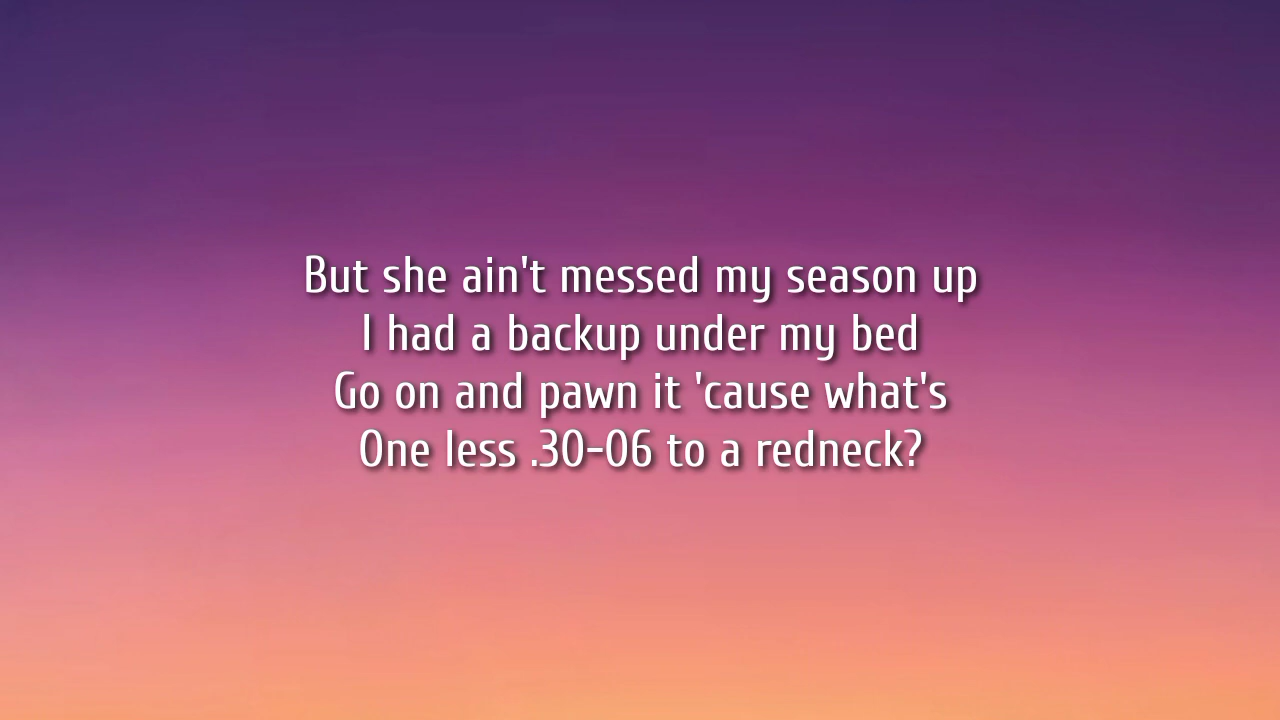 But she ain't messed my season up
I had a backup under my bed
Go on and pawn it 'cause what's
One less .30-06 to a redneck?